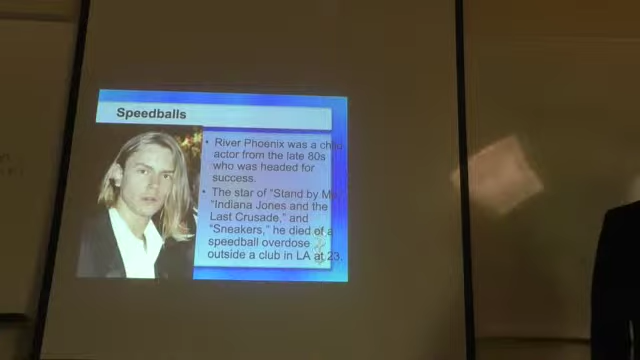 Speedballs
• River Phoenix was a child
actor from the late 80s
who was headed for
success.
• The star of "Stand by Me,"
"Indiana Jones and the
Last Crusade," and
"Sneakers," he died of a
speedball overdose
outside a club in LA at 23.